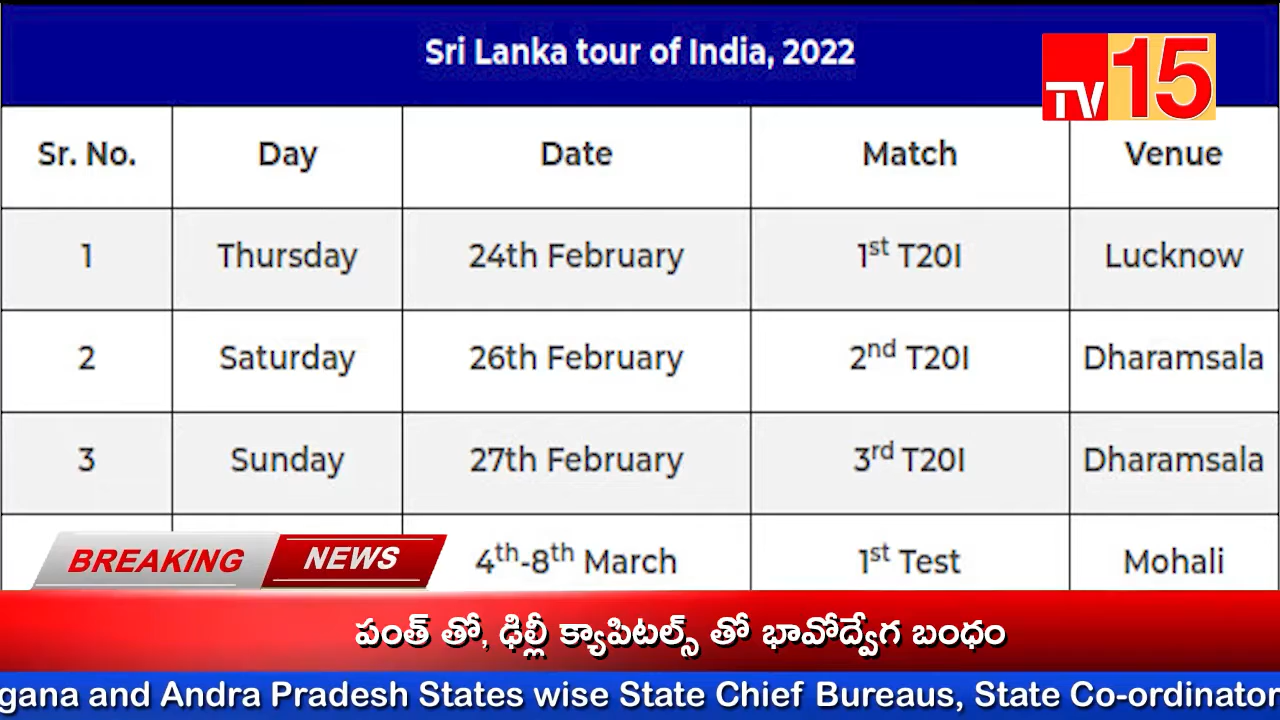 Sri Lanka tour of India, 2022
TV 15
Sr. No. Day Date Match Venue
1 Thursday 24th February 1st T20I Lucknow
2 Saturday 26th February 2nd T20I Dharamsala
3 Sunday 27th February 3rd T20I Dharamsala
4th-8th March 1st Test Mohali
BREAKING NEWS
పంత్ తో, ఢిల్లీ క్యాపిటల్స్ తో భావోద్వేగ బంధం
gana and Andra Pradesh States wise State Chief Bureaus, State Co-ordinator